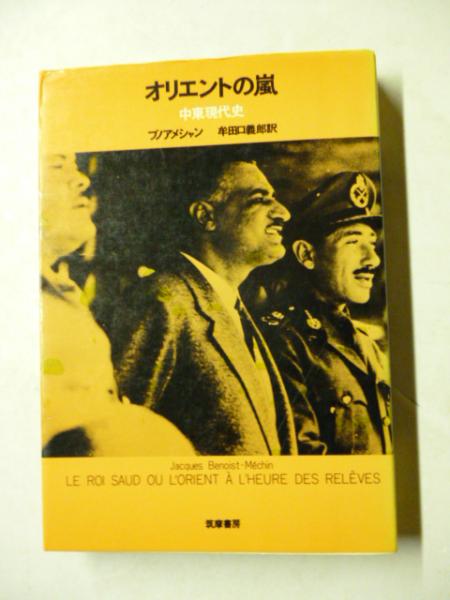 オリエントの嵐
中東現代史
ブノアメシャン 牟田口義郎訳
Jacques Benoist-Méchin
LE ROI SAUD OU L'ORIENT À L'HEURE DES RELÈVES
筑摩書房